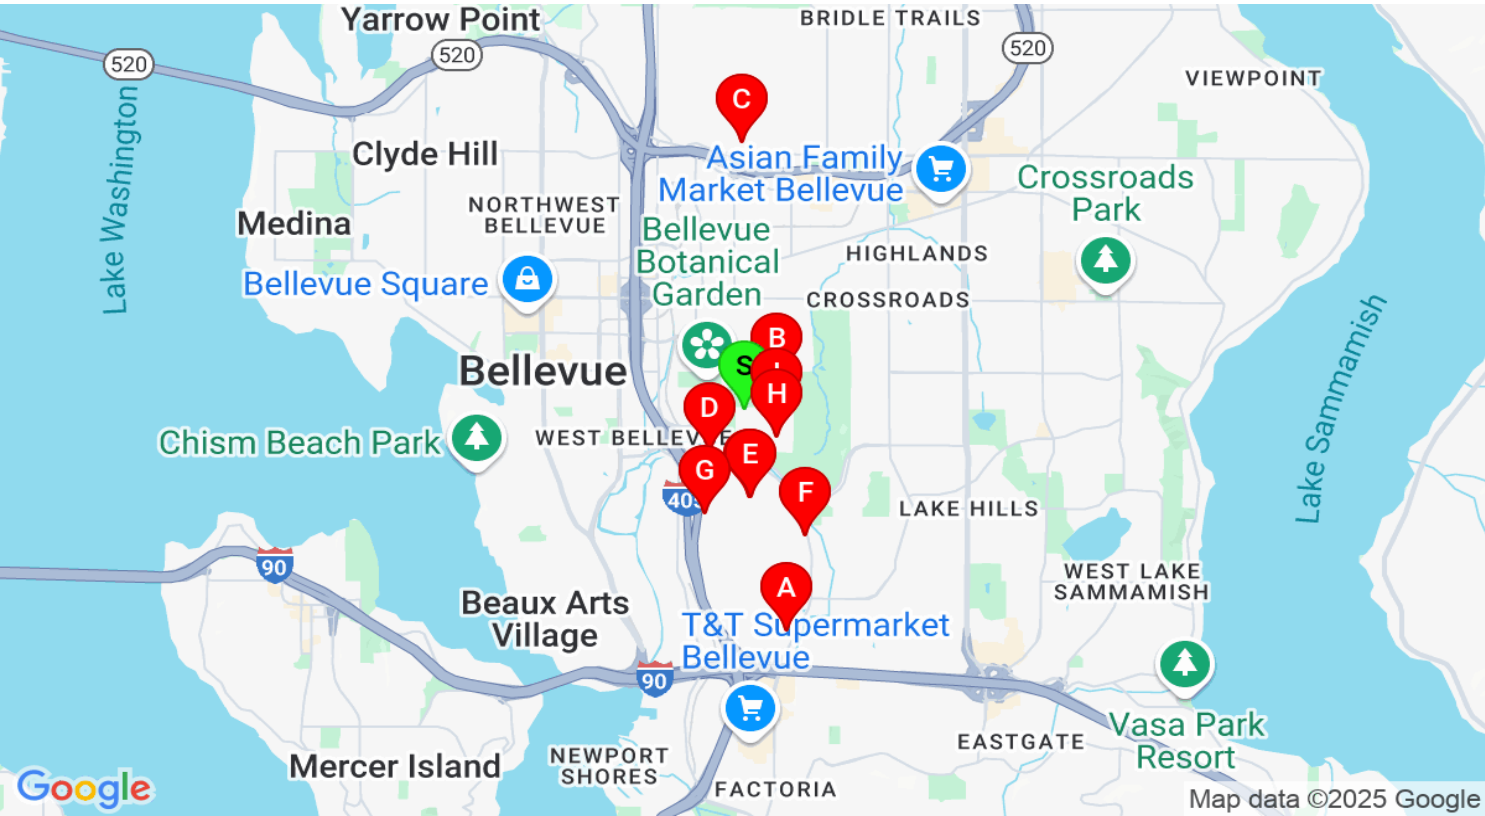 Yarrow Point
BRIDLE TRAILS
520
520
520
VIEWPOINT
Lake Washington
C
Clyde Hill
Asian Family
Market Bellevue
Crossroads
Park
NORTHWEST
BELLEVUE
Medina
Bellevue
Botanical
Garden
HIGHLANDS
Bellevue Square
CROSSROADS
Lake Sammamish
B
S
Bellevue
H
D
Chism Beach Park
WEST BELLEVUE
E
G
F
405
LAKE HILLS
90
WEST LAKE
SAMMAMISH
A
Beaux Arts
Village
T&T Supermarket
Bellevue
90
Vasa Park
Resort
EASTGATE
NEWPORT
SHORES
Mercer Island
FACTORIA
Google
Map data ©2025 Google